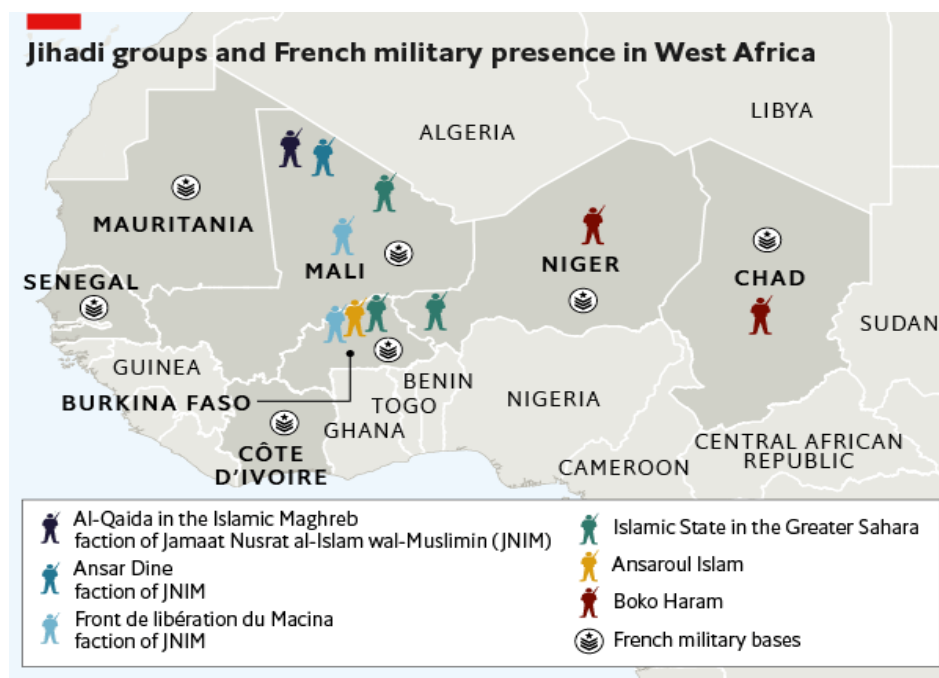 Jihadi groups and French military presence in West Africa
LIBYA
ALGERIA
MAURITANIA
MALI
NIGER
CHAD
SENEGAL
SUDAN
GUINEA
BENIN
BURKINA FASO
TOGO
NIGERIA
GHANA
CÔTE
D'IVOIRE
CENTRAL AFRICAN
REPUBLIC
CAMEROON
Al-Qaida in the Islamic Maghreb
faction of Jamaat Nusrat al-Islam wal-Muslimin (JNIM)
Ansar Dine
faction of JNIM
Front de libération du Macina
faction of JNIM
Islamic State in the Greater Sahara
Ansaroul Islam
Boko Haram
French military bases